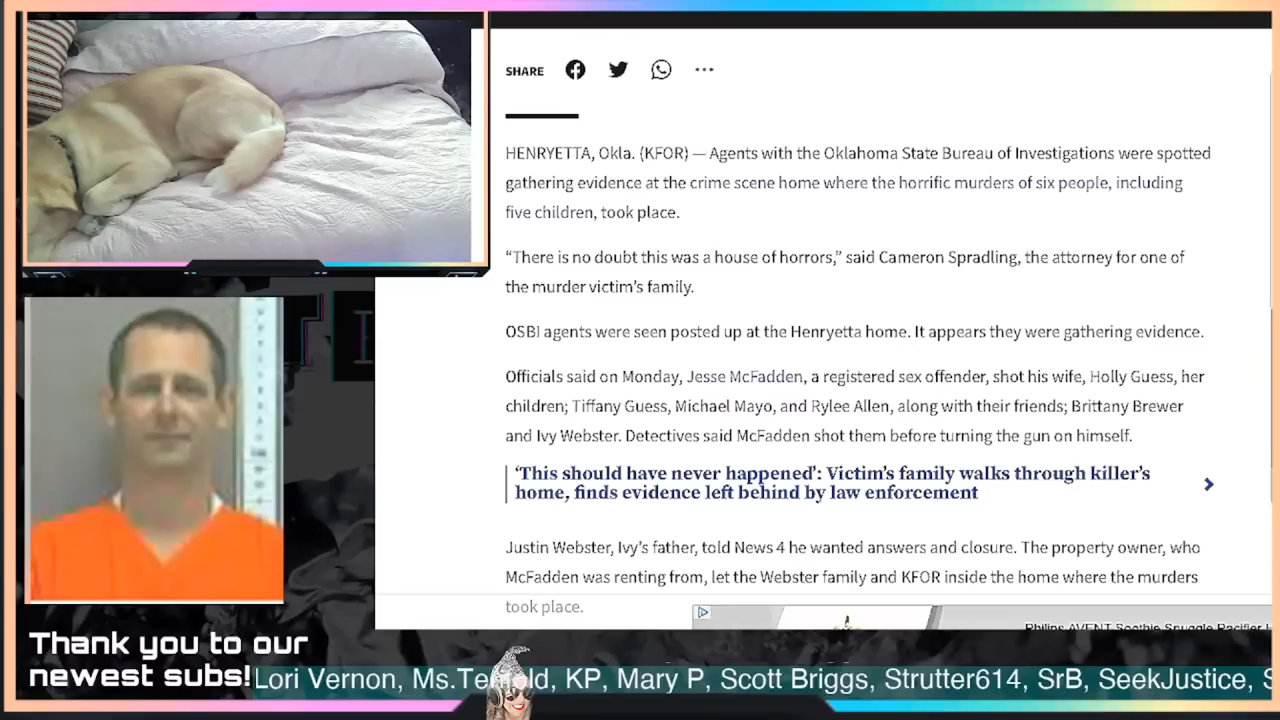 SHARE
HENRYETTA, Okla. (KFOR) — Agents with the Oklahoma State Bureau of Investigations were spotted
gathering evidence at the crime scene home where the horrific murders of six people, including
five children, took place.
“There is no doubt this was a house of horrors,” said Cameron Spradling, the attorney for one of
the murder victim’s family.
OSBI agents were seen posted up at the Henryetta home. It appears they were gathering evidence.
Officials said on Monday, Jesse McFadden, a registered sex offender, shot his wife, Holly Guess, her
children; Tiffany Guess, Michael Mayo, and Rylee Allen, along with their friends; Brittany Brewer
and Ivy Webster. Detectives said McFadden shot them before turning the gun on himself.
‘This should have never happened’: Victim’s family walks through killer’s
home, finds evidence left behind by law enforcement
Justin Webster, Ivy’s father, told News 4 he wanted answers and closure. The property owner, who
McFadden was renting from, let the Webster family and KFOR inside the home where the murders
took place.
Philips AVENT Soothie Snuggle Pacifier H
Thank you to our
newest subs!
Lori Vernon, Ms.Tenfold, KP, Mary P, Scott Briggs, Strutter614, SrB, SeekJustice, S